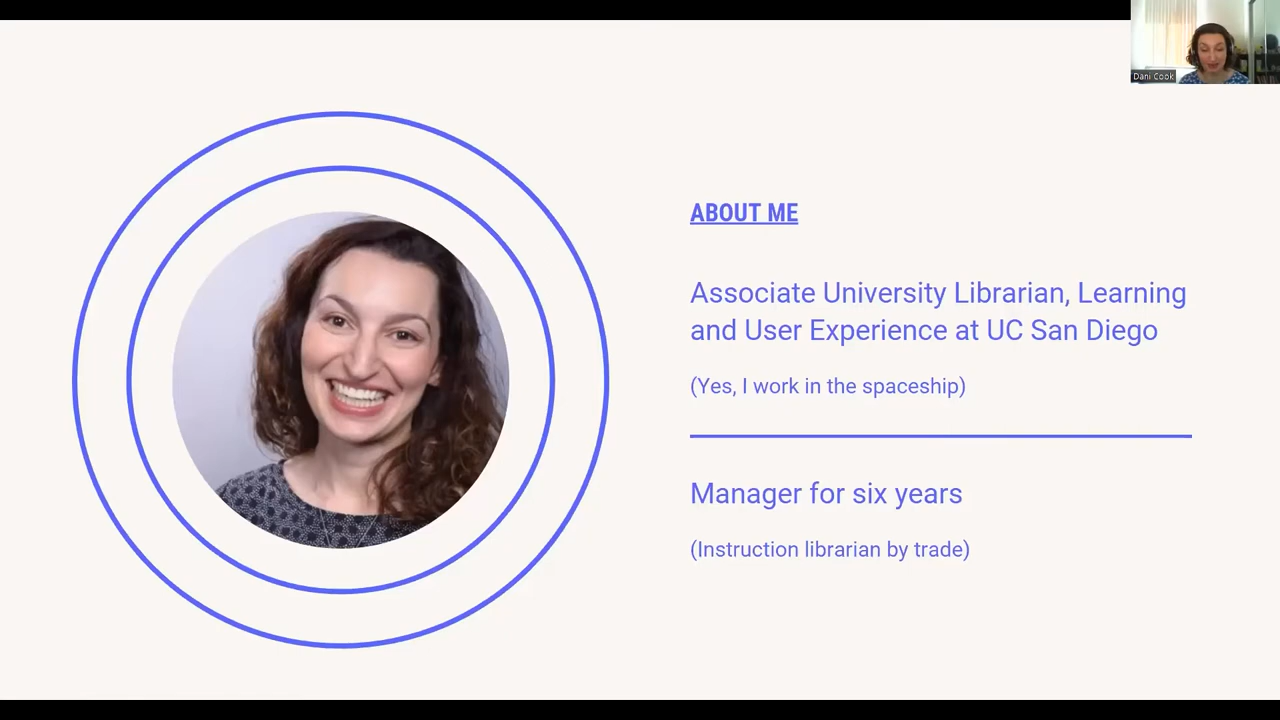 Dani Cook
ABOUT ME
Associate University Librarian, Learning
and User Experience at UC San Diego
(Yes, I work in the spaceship)
Manager for six years
(Instruction librarian by trade)